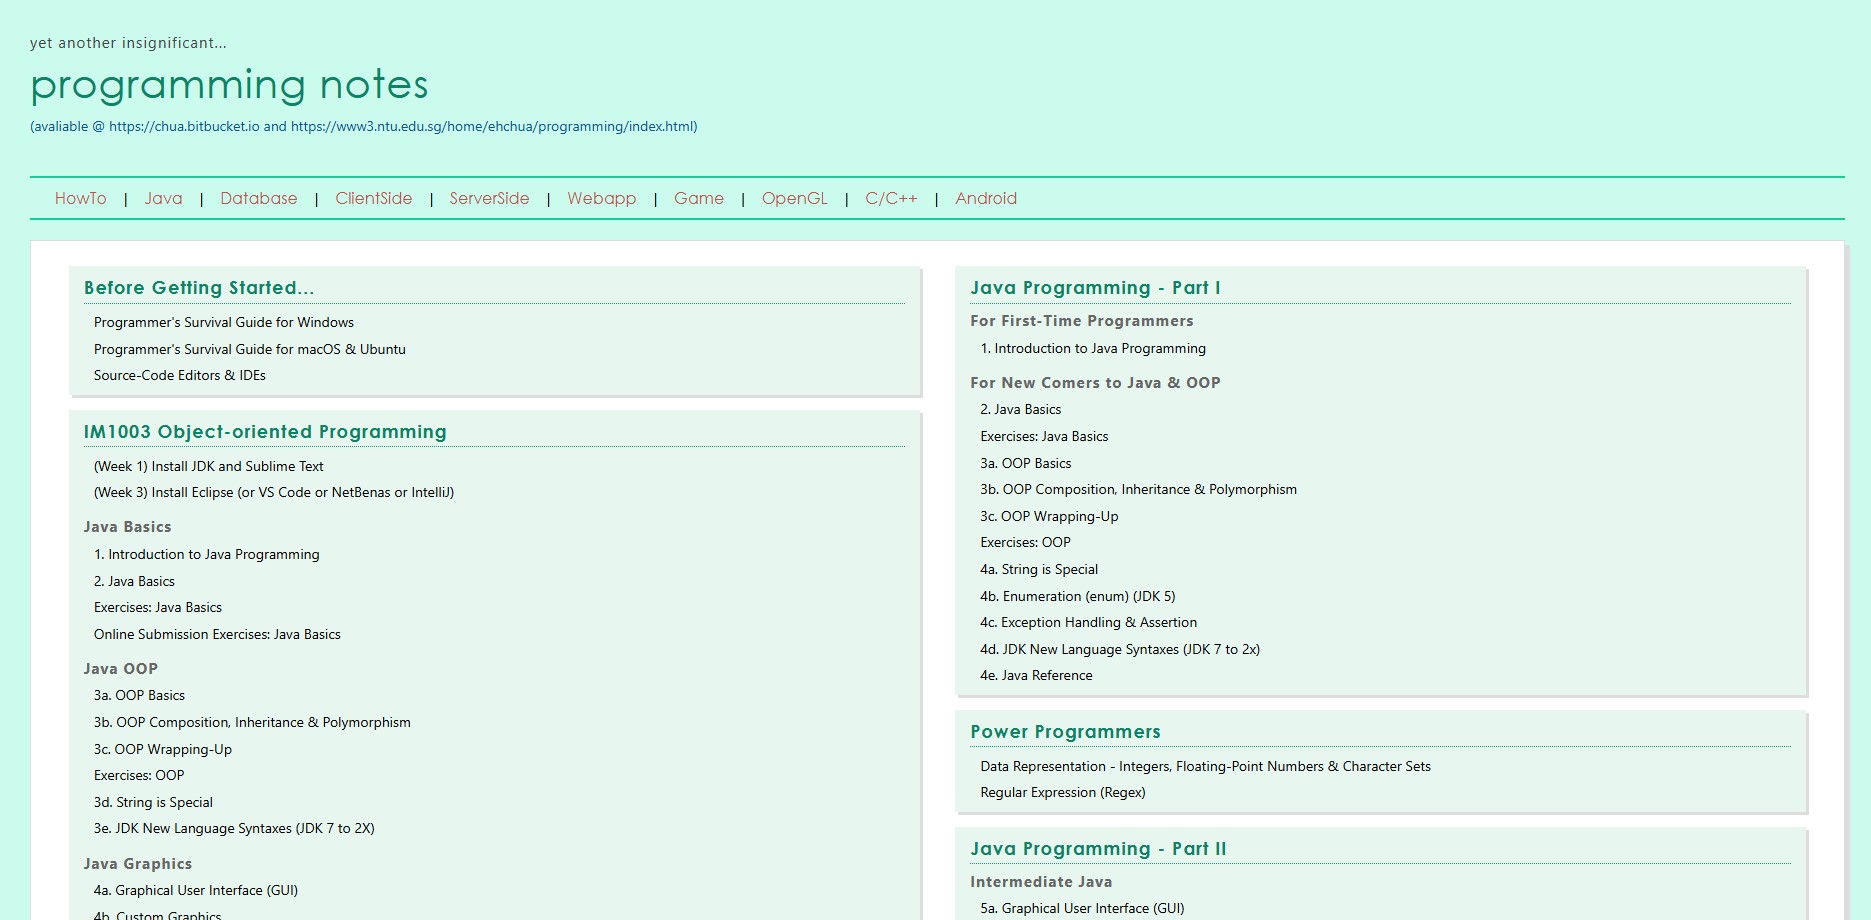 yet another insignificant...
programming notes
(avaliable @ https://chua.bitbucket.io and https://www3.ntu.edu.sg/home/ehchua/programming/index.html)
HowTo | Java | Database | ClientSide | ServerSide | Webapp | Game | OpenGL | C/C++ | Android
Before Getting Started...
Programmer's Survival Guide for Windows
Programmer's Survival Guide for macOS & Ubuntu
Source-Code Editors & IDEs
IM1003 Object-oriented Programming
(Week 1) Install JDK and Sublime Text
(Week 3) Install Eclipse (or VS Code or NetBenas or IntelliJ)
Java Basics
1. Introduction to Java Programming
2. Java Basics
Exercises: Java Basics
Online Submission Exercises: Java Basics
Java OOP
3a. OOP Basics
3b. OOP Composition, Inheritance & Polymorphism
3c. OOP Wrapping-Up
Exercises: OOP
3d. String is Special
3e. JDK New Language Syntaxes (JDK 7 to 2X)
Java Graphics
4a. Graphical User Interface (GUI)
4b. Custom Graphics
Java Programming - Part I
For First-Time Programmers
1. Introduction to Java Programming
For New Comers to Java & OOP
2. Java Basics
Exercises: Java Basics
3a. OOP Basics
3b. OOP Composition, Inheritance & Polymorphism
3c. OOP Wrapping-Up
Exercises: OOP
4a. String is Special
4b. Enumeration (enum) (JDK 5)
4c. Exception Handling & Assertion
4d. JDK New Language Syntaxes (JDK 7 to 2x)
4e. Java Reference
Power Programmers
Data Representation - Integers, Floating-Point Numbers & Character Sets
Regular Expression (Regex)
Java Programming - Part II
Intermediate Java
5a. Graphical User Interface (GUI)